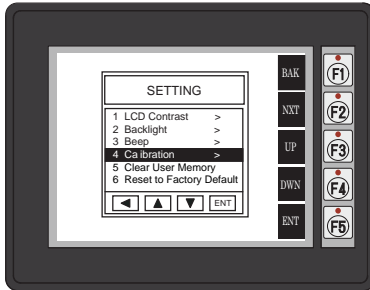 SETTING
1 LCD Contrast >
2 Backlight >
3 Beep >
4 Ca ibration >
5 Clear User Memory
6 Reset to Factory Default
ENT
BAK
NXT
UP
DWN
ENT
F1
F2
F3
F4
F5